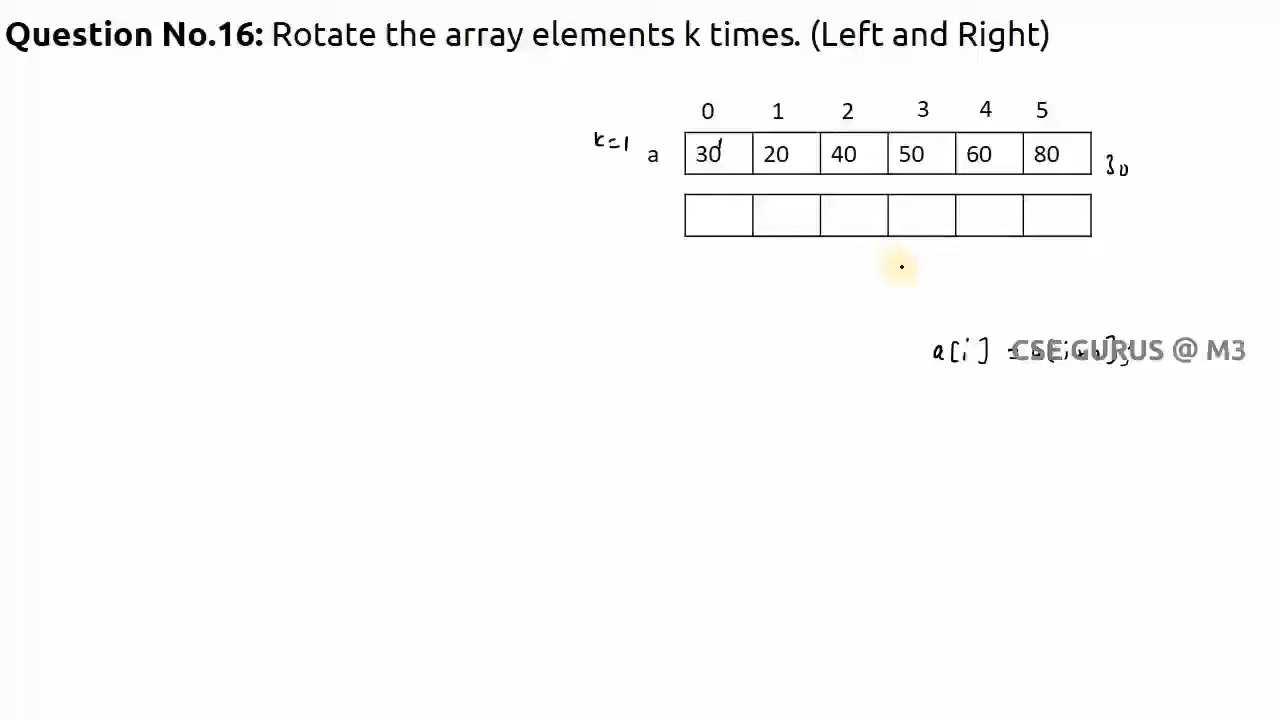 Question No.16: Rotate the array elements k times. (Left and Right)
0 1 2 3 4 5
k=1 a 30 20 40 50 60 80 30
a[i] = CSE GURUS @ M3